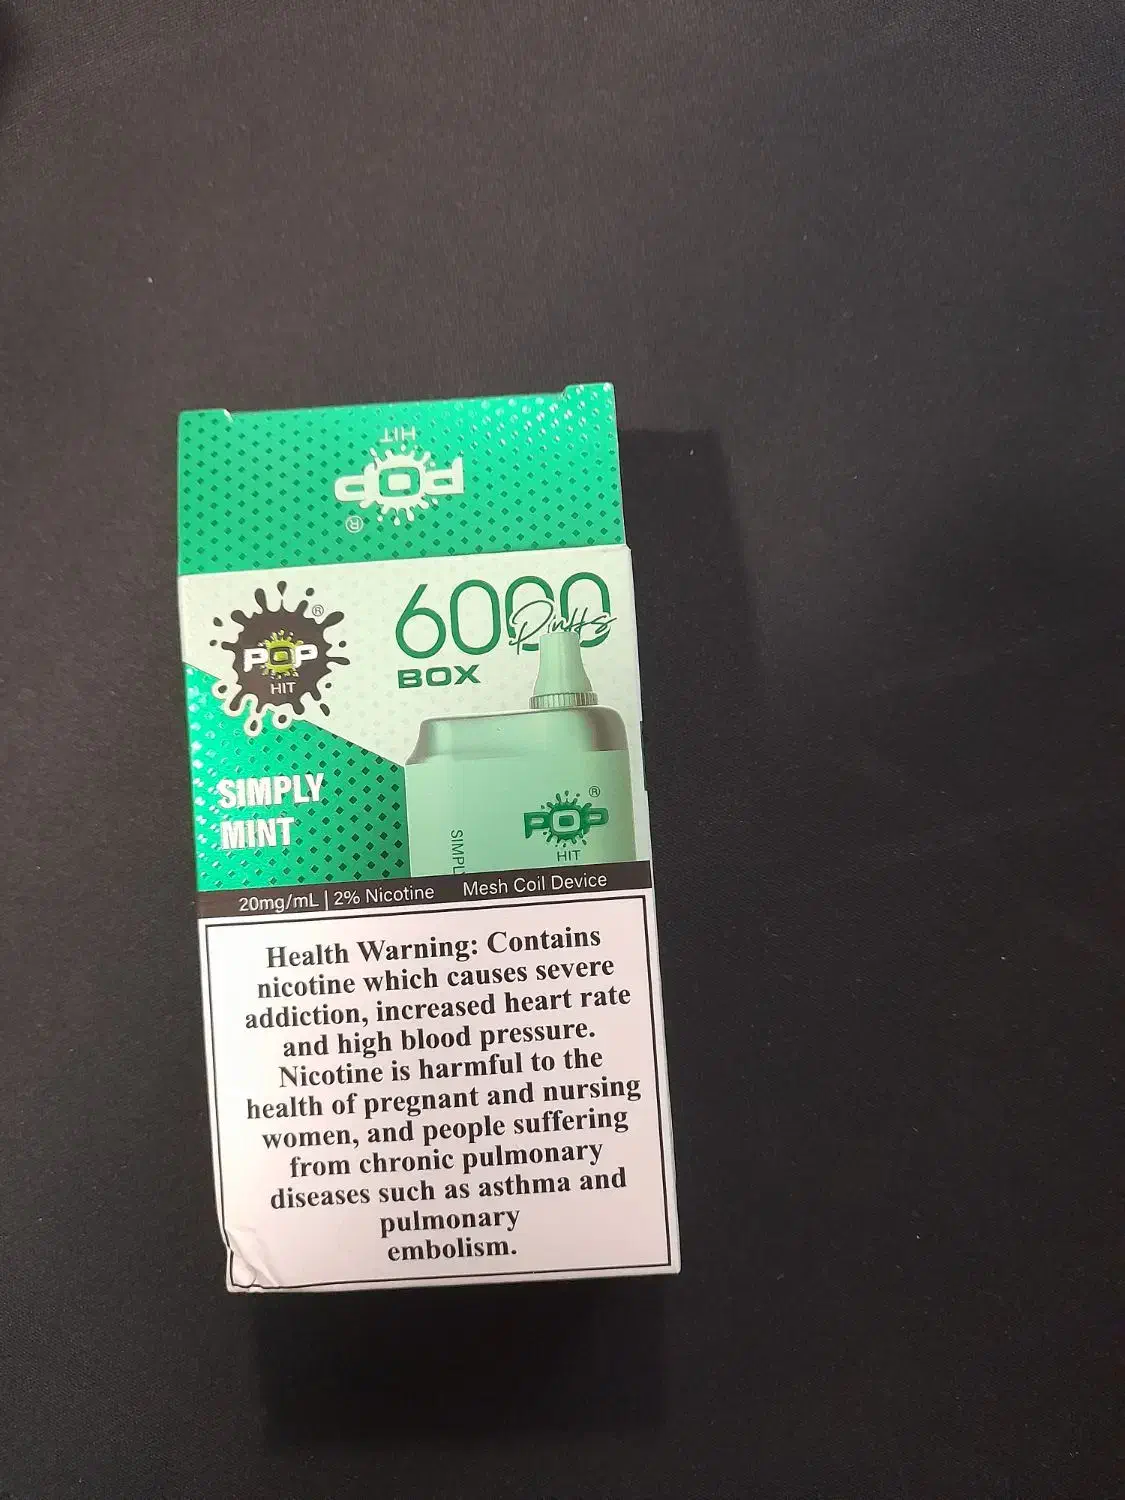 HIT
POP
®
6000
Puffs
BOX
®
POP
HIT
SIMPLY
MINT
®
POP
HIT
SIMPL
20mg/mL | 2% Nicotine Mesh Coil Device
Health Warning: Contains
nicotine which causes severe
addiction, increased heart rate
and high blood pressure.
Nicotine is harmful to the
health of pregnant and nursing
women, and people suffering
from chronic pulmonary
diseases such as asthma and
pulmonary
embolism.